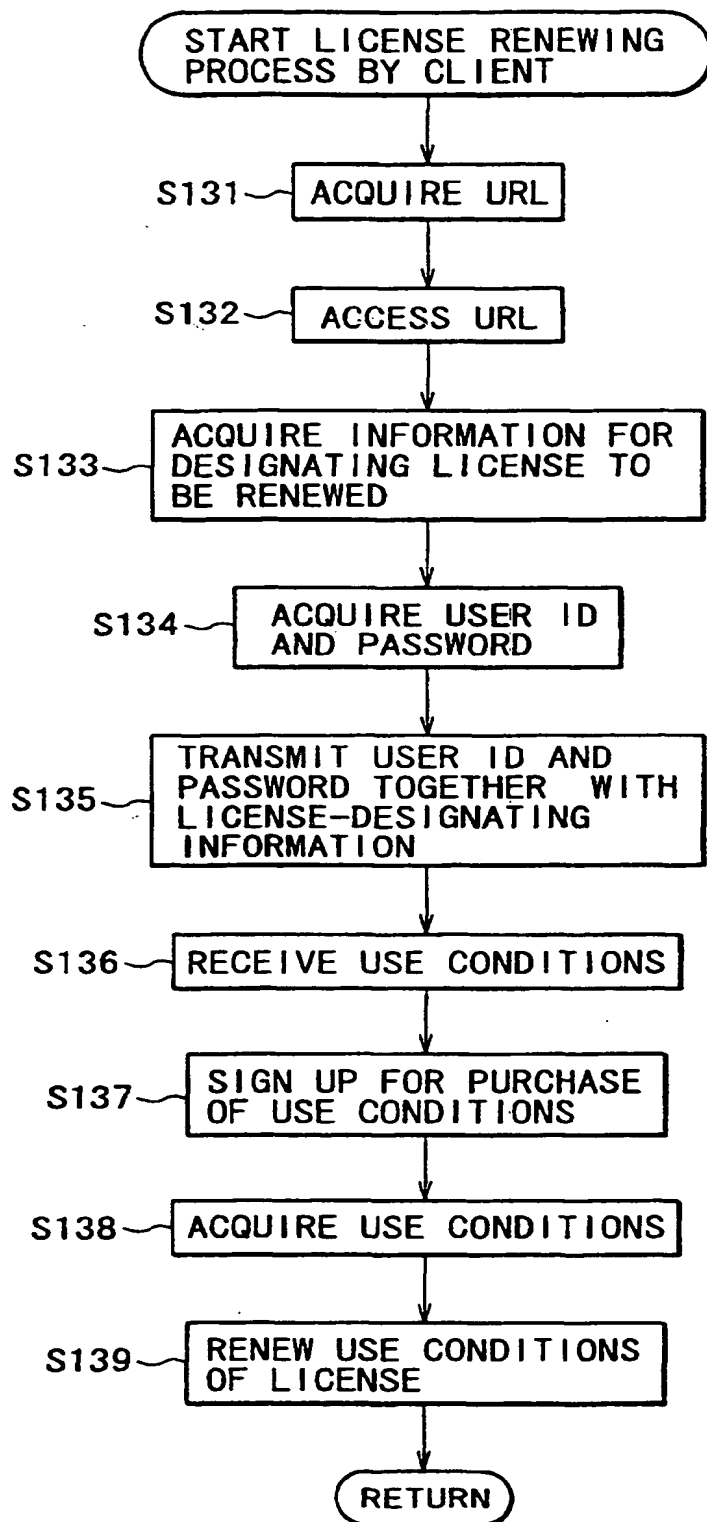 START LICENSE RENEWING
PROCESS BY CLIENT
S131 ACQUIRE URL
S132 ACCESS URL
ACQUIRE INFORMATION FOR
S133 DESIGNATING LICENSE TO
BE RENEWED
S134 ACQUIRE USER ID
AND PASSWORD
TRANSMIT USER ID AND
PASSWORD TOGETHER WITH
S135 LICENSE-DESIGNATING
INFORMATION
S136 RECEIVE USE CONDITIONS
S137 SIGN UP FOR PURCHASE
OF USE CONDITIONS
S138 ACQUIRE USE CONDITIONS
S139 RENEW USE CONDITIONS
OF LICENSE
RETURN